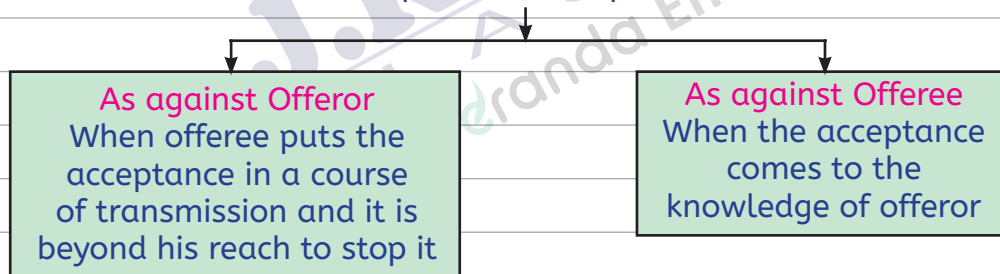 As against Offeror
When offeree puts the
acceptance in a course
of transmission and it is
beyond his reach to stop it
As against Offeree
When the acceptance
comes to the
knowledge of offeror